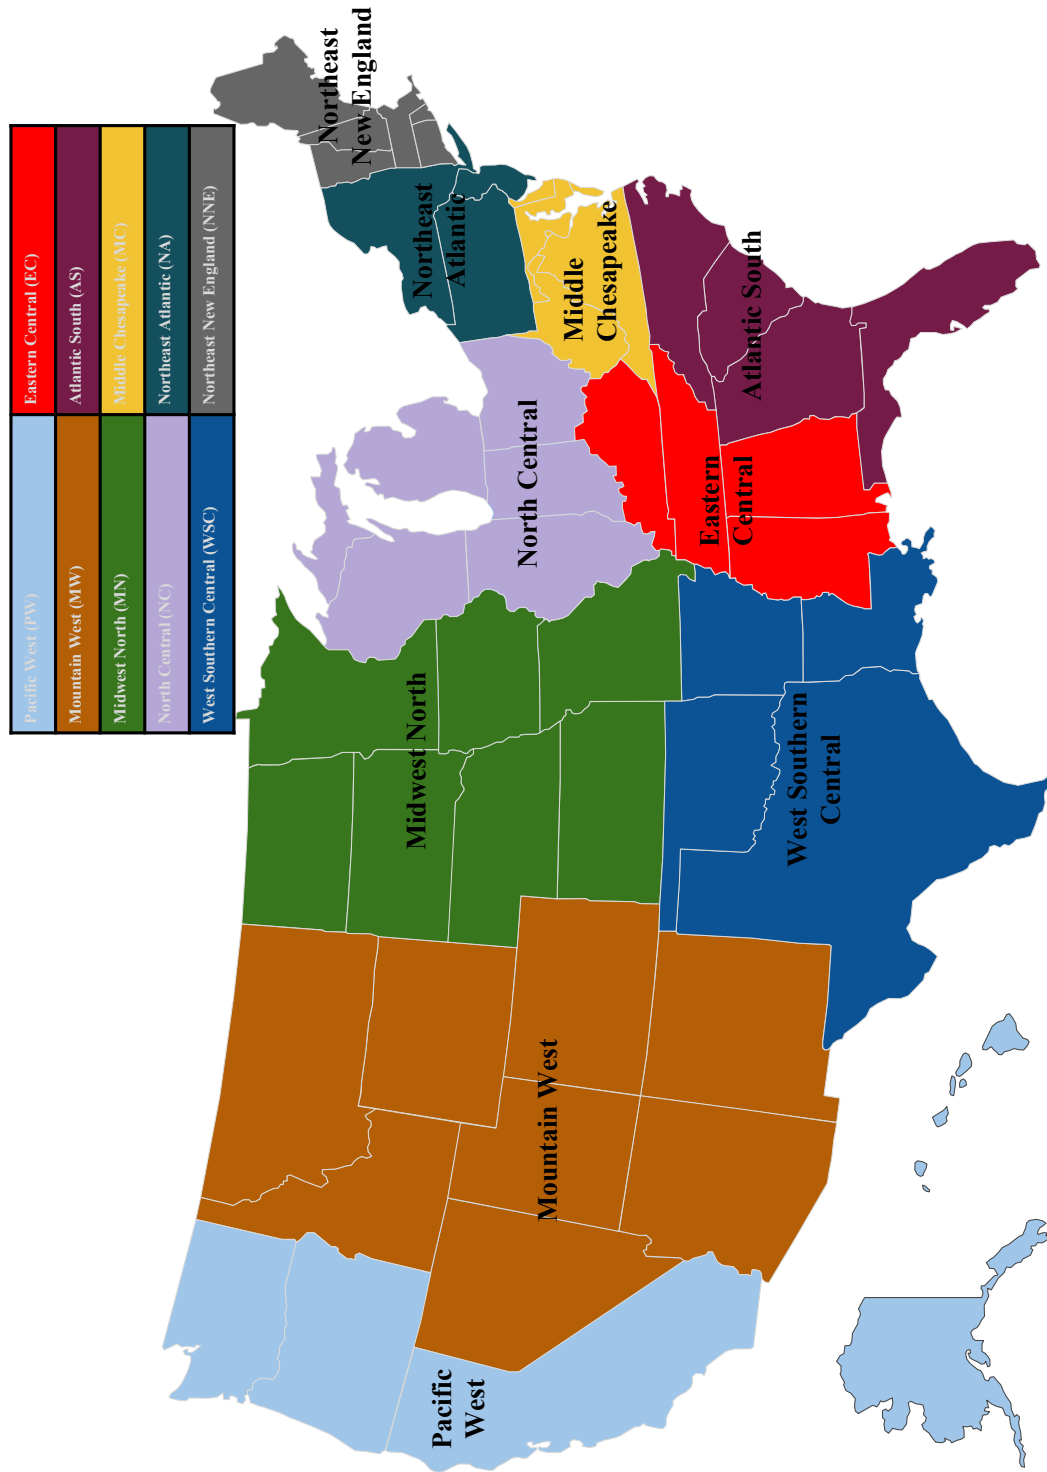 Pacific West (PW)
Eastern Central (EC)
Mountain West (MW)
Atlantic South (AS)
Midwest North (MN)
Middle Chesapeake (MC)
North Central (NC)
Northeast Atlantic (NA)
West Southern Central (WSC)
Northeast New England (NNE)
Northeast
New England
Northeast
Atlantic
Middle
Chesapeake
Atlantic South
North Central
Eastern
Central
Midwest North
West Southern
Central
Mountain West
Pacific
West